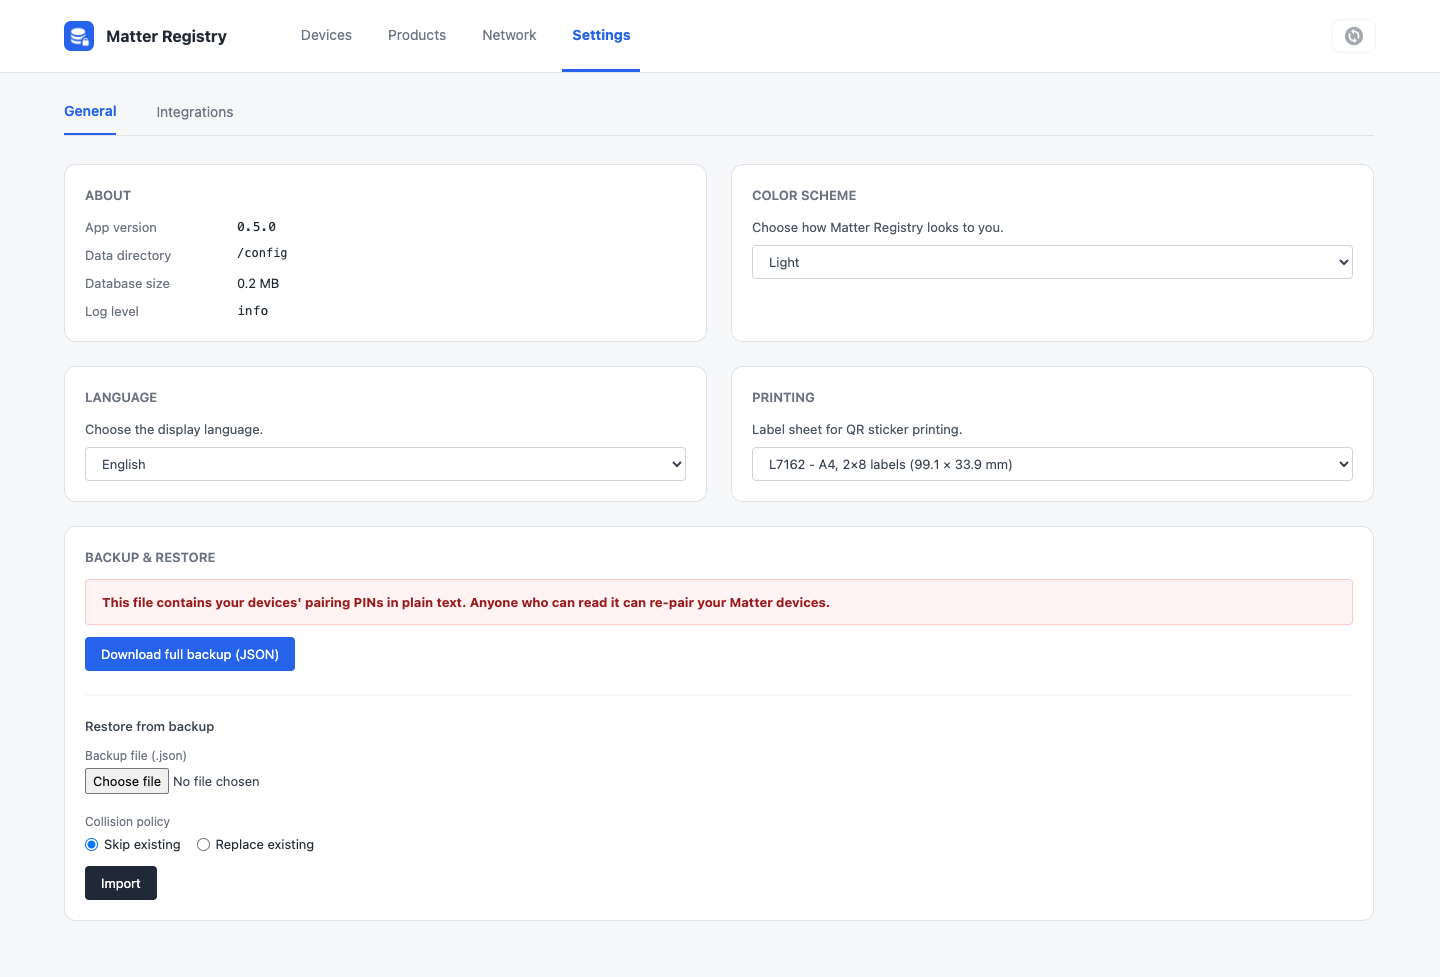 Matter Registry
Devices
Products
Network
Settings
General
Integrations
ABOUT
App version 0.5.0
Data directory /config
Database size 0.2 MB
Log level info
COLOR SCHEME
Choose how Matter Registry looks to you.
Light
LANGUAGE
Choose the display language.
English
PRINTING
Label sheet for QR sticker printing.
L7162 - A4, 2×8 labels (99.1 × 33.9 mm)
BACKUP & RESTORE
This file contains your devices' pairing PINs in plain text. Anyone who can read it can re-pair your Matter devices.
Download full backup (JSON)
Restore from backup
Backup file (.json)
Choose file No file chosen
Collision policy
Skip existing Replace existing
Import